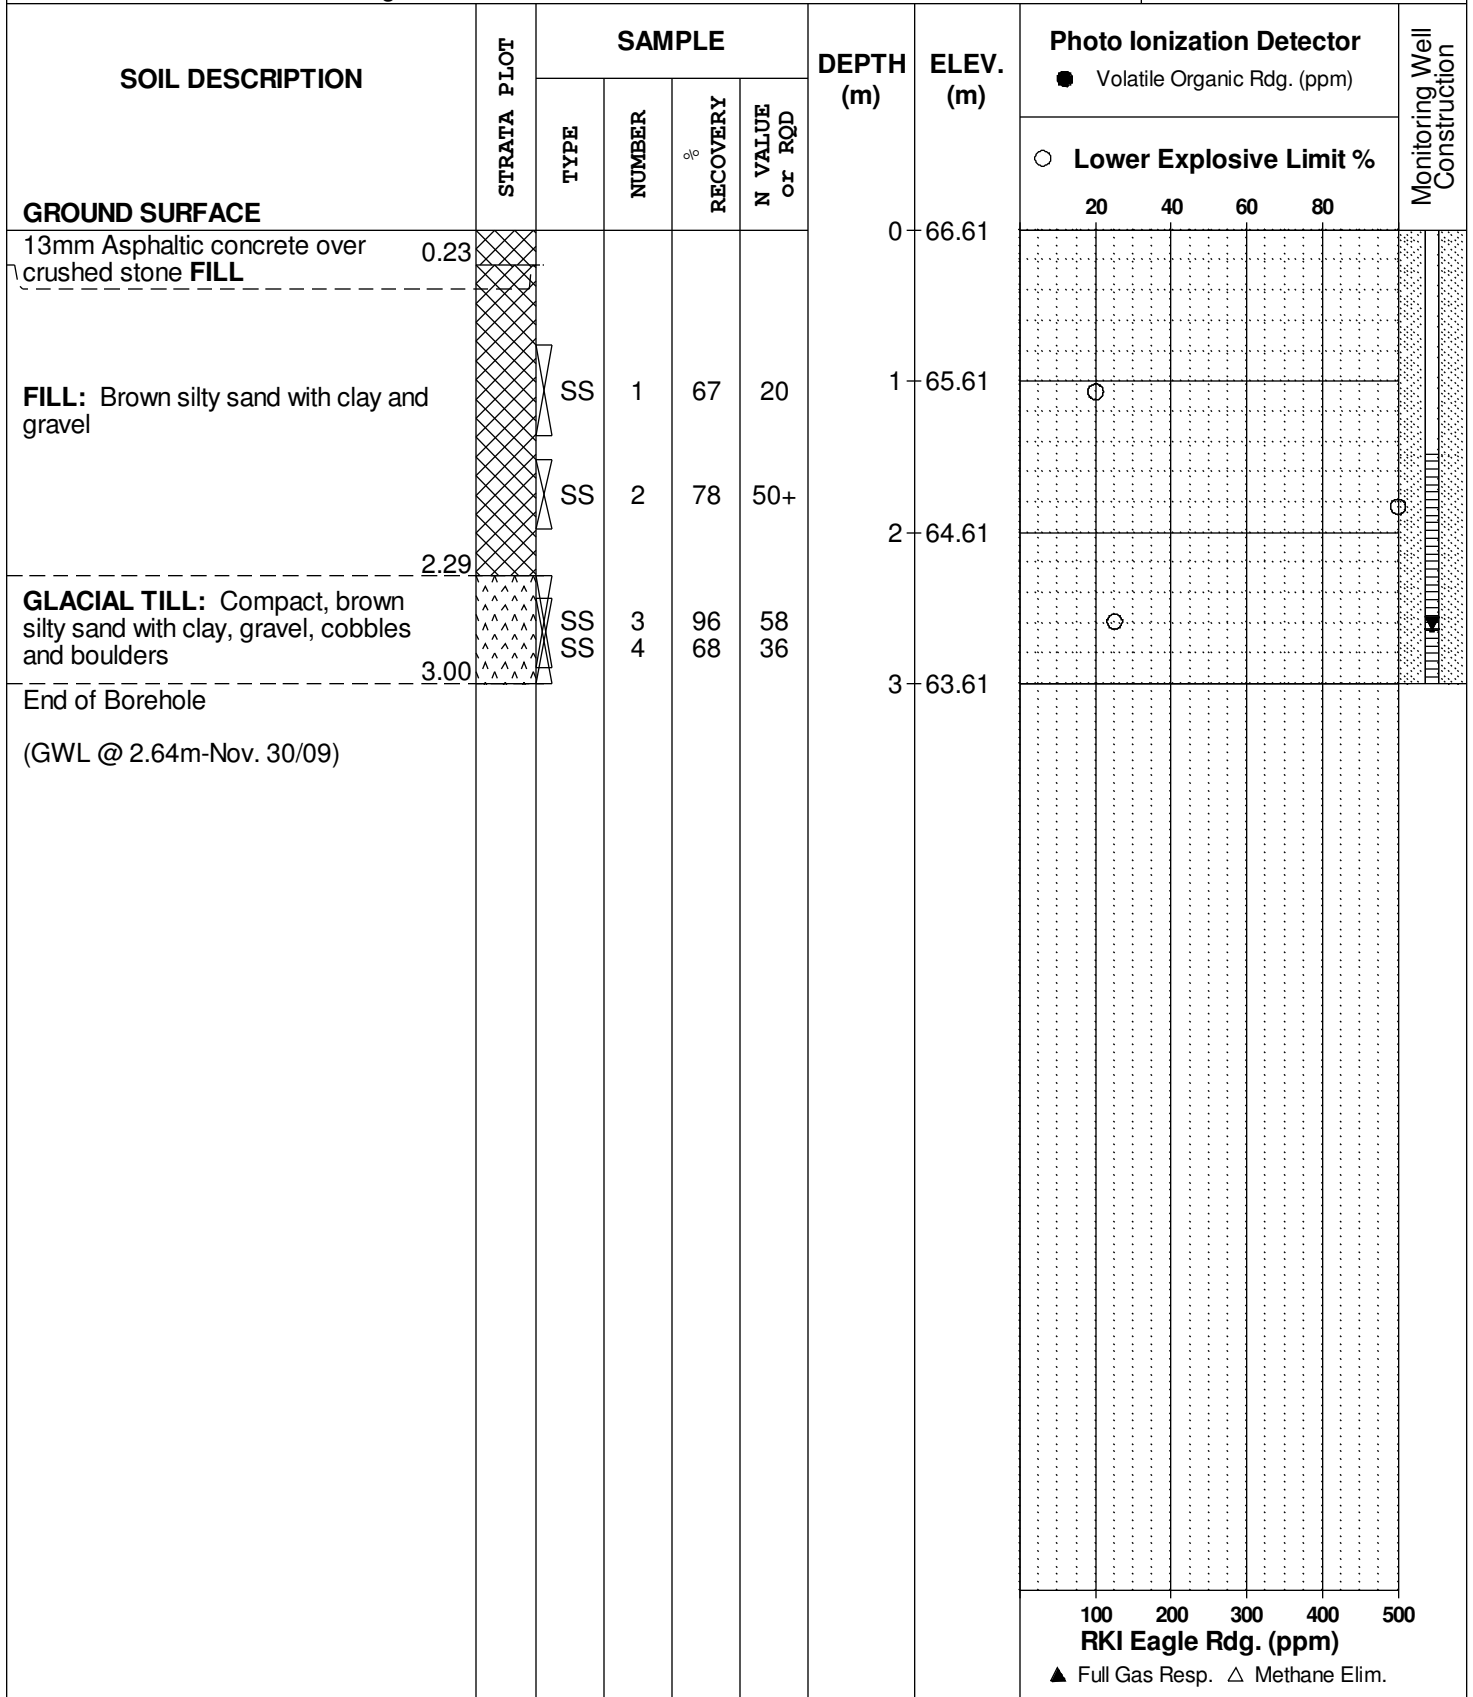 SOIL DESCRIPTION
GROUND SURFACE
STRATA PLOT
SAMPLE
TYPE
NUMBER
%
RECOVERY
N VALUE
or RQD
DEPTH
(m)
ELEV.
(m)
Photo Ionization Detector
● Volatile Organic Rdg. (ppm)
○ Lower Explosive Limit %
20 40 60 80
Monitoring Well
Construction
13mm Asphaltic concrete over 0.23
crushed stone FILL
0 66.61
FILL: Brown silty sand with clay and
gravel
SS 1 67 20
1 65.61
SS 2 78 50+
2 64.61
2.29
GLACIAL TILL: Compact, brown
silty sand with clay, gravel, cobbles
and boulders
3.00
SS 3 96 58
SS 4 68 36
3 63.61
End of Borehole
(GWL @ 2.64m-Nov. 30/09)
100 200 300 400 500
RKI Eagle Rdg. (ppm)
▲ Full Gas Resp. △ Methane Elim.